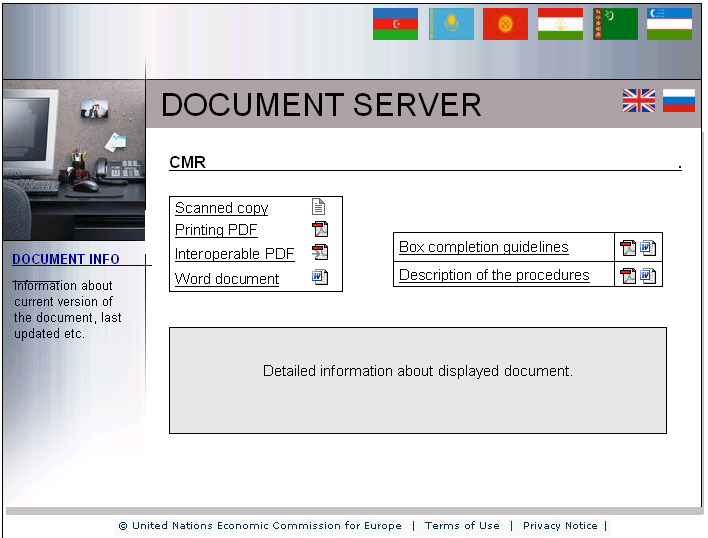 DOCUMENT SERVER
CMR .
Scanned copy
Printing PDF
Interoperable PDF
Word document
Box completion guidelines
Description of the procedures
DOCUMENT INFO
Information about
current version of
the document, last
updated etc.
Detailed information about displayed document.
© United Nations Economic Commission for Europe | Terms of Use | Privacy Notice |